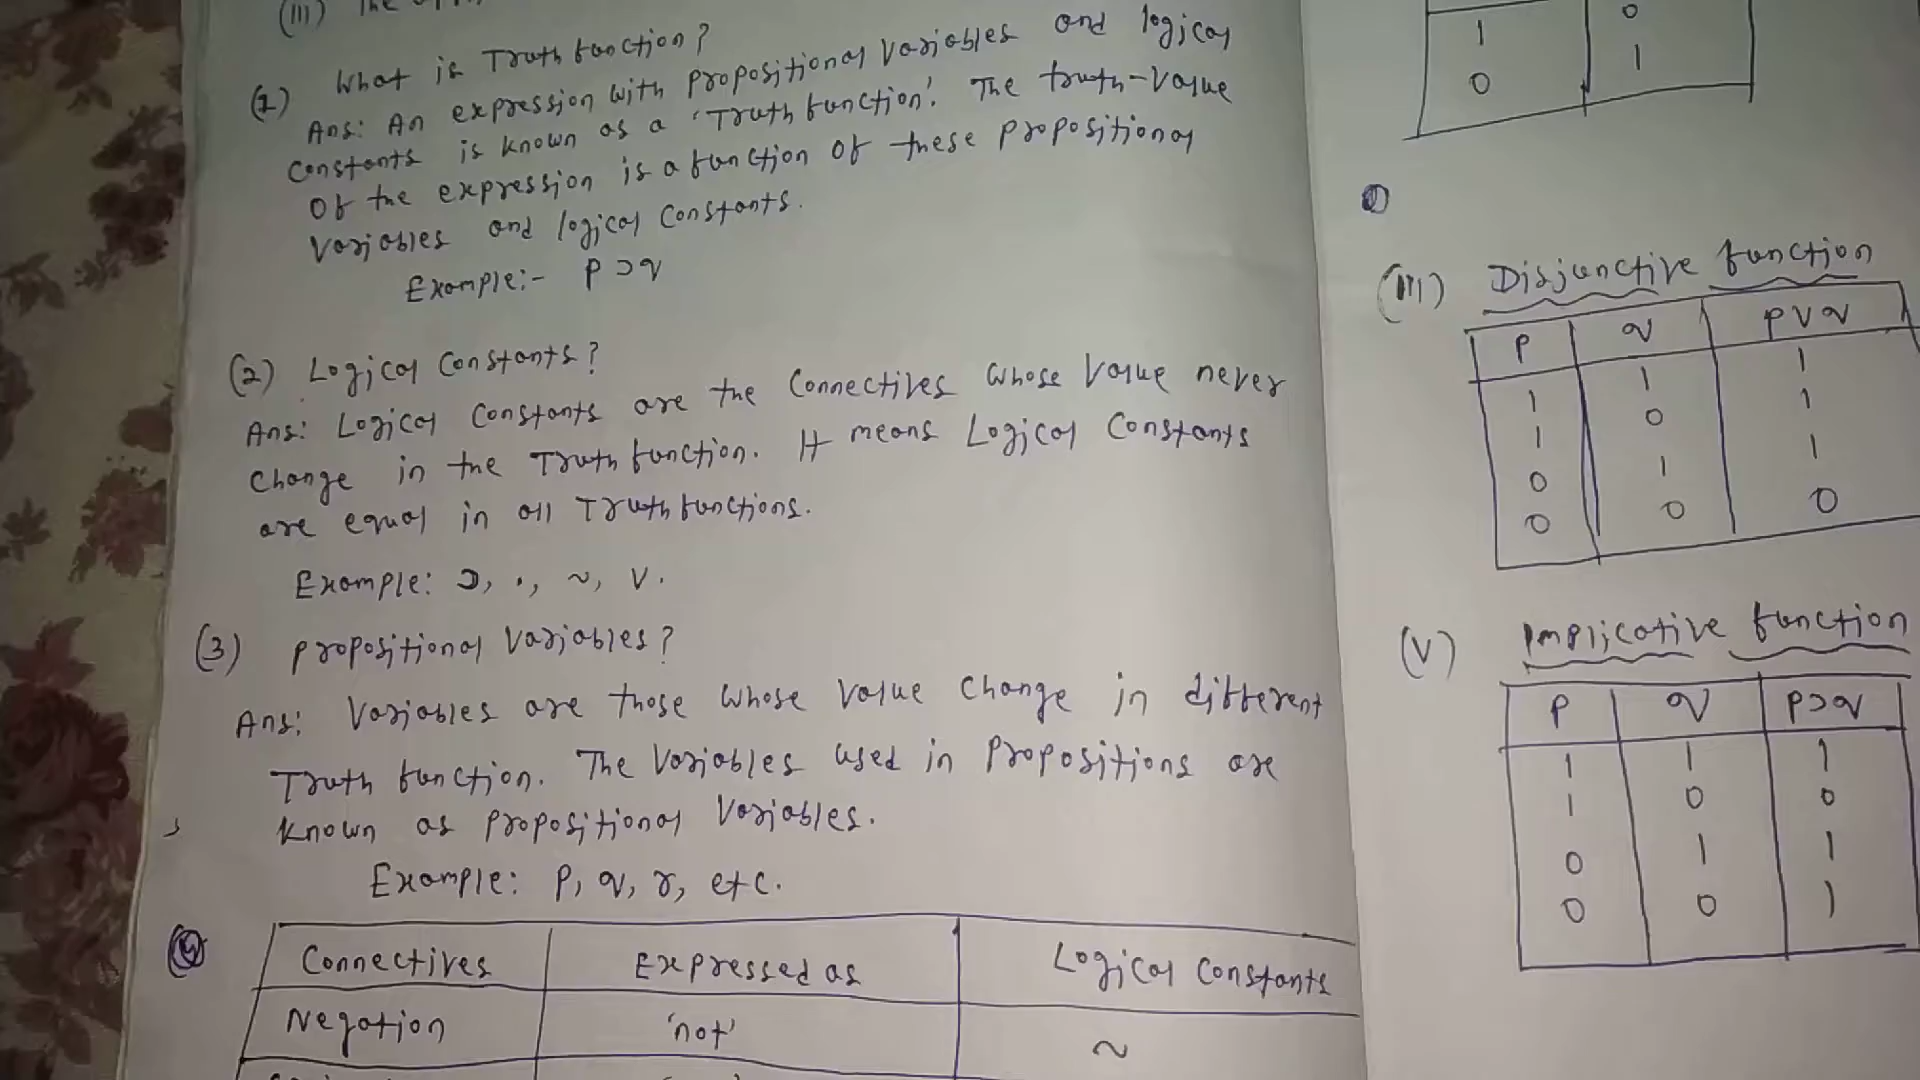 (III) The
(1) What is Truth function?
Ans: An expression with propositional variables and logical
constants is known as a 'Truth function'. The truth-value
of the expression is a function of these propositional
variables and logical constants.
Example:- p ⊃ q
(2) Logical Constants?
Ans: Logical constants are the connectives whose value never
change in the Truth function. It means Logical Constants
are equal in all Truth functions.
Example: ⊃, ., ~, V.
(3) propositional variables?
Ans: Variables are those whose value change in different
Truth function. The variables used in propositions are
known as propositional variables.
Example: p, q, r, etc.
(4)
Connectives Expressed as Logical Constants
Negation 'not' ~
0
1
1
0
(III) Disjunctive function
p q p V q
1 1 1
1 0 1
0 1 1
0 0 0
(V) Implicative function
p q p ⊃ q
1 1 1
1 0 0
0 1 1
0 0 1